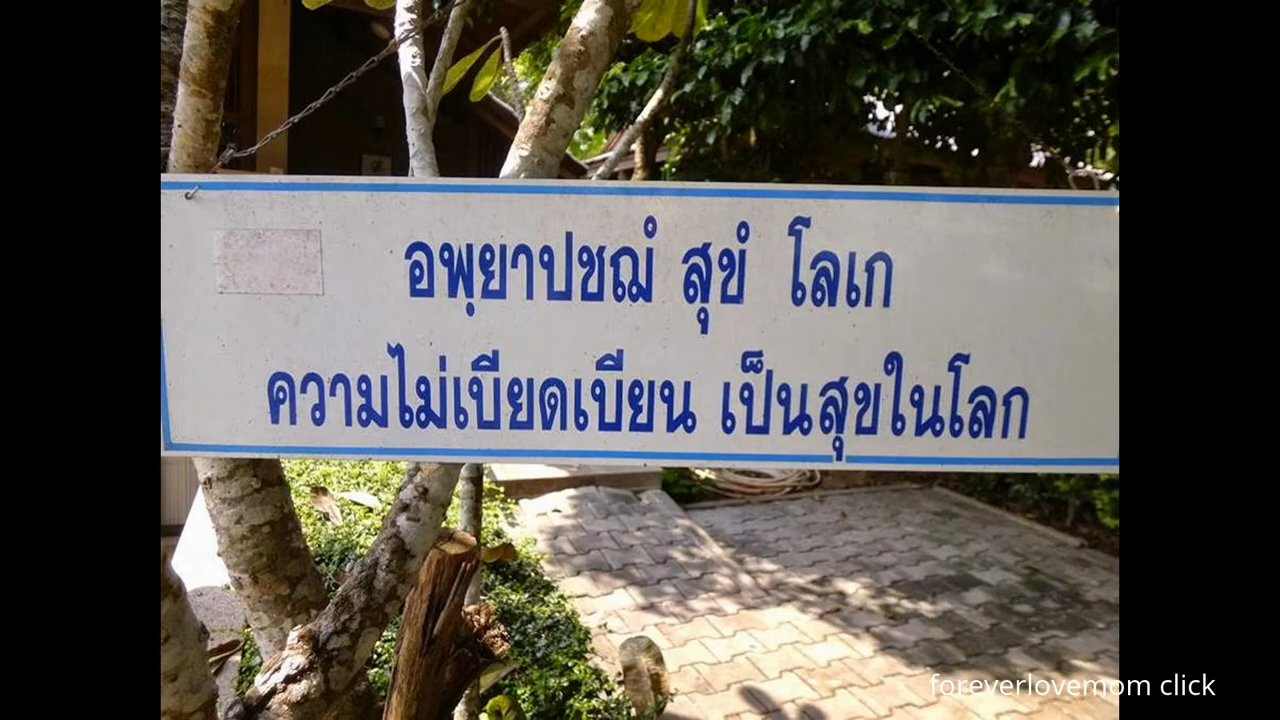 อพฺยาปชฌํ สุขํ โลเก
ความไม่เบียดเบียน เป็นสุขในโลก
foreverlovemom click